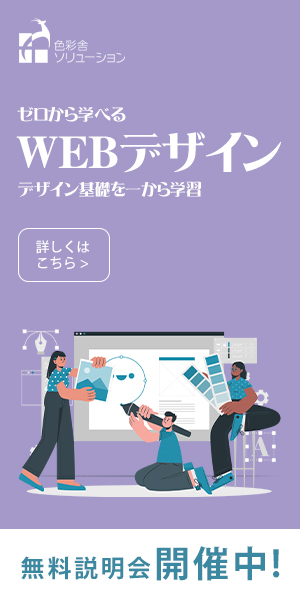 色彩舎
ソリューション
ゼロから学べる
WEBデザイン
デザイン基礎を一から学習
詳しくは
こちら >
A
無料説明会開催中!